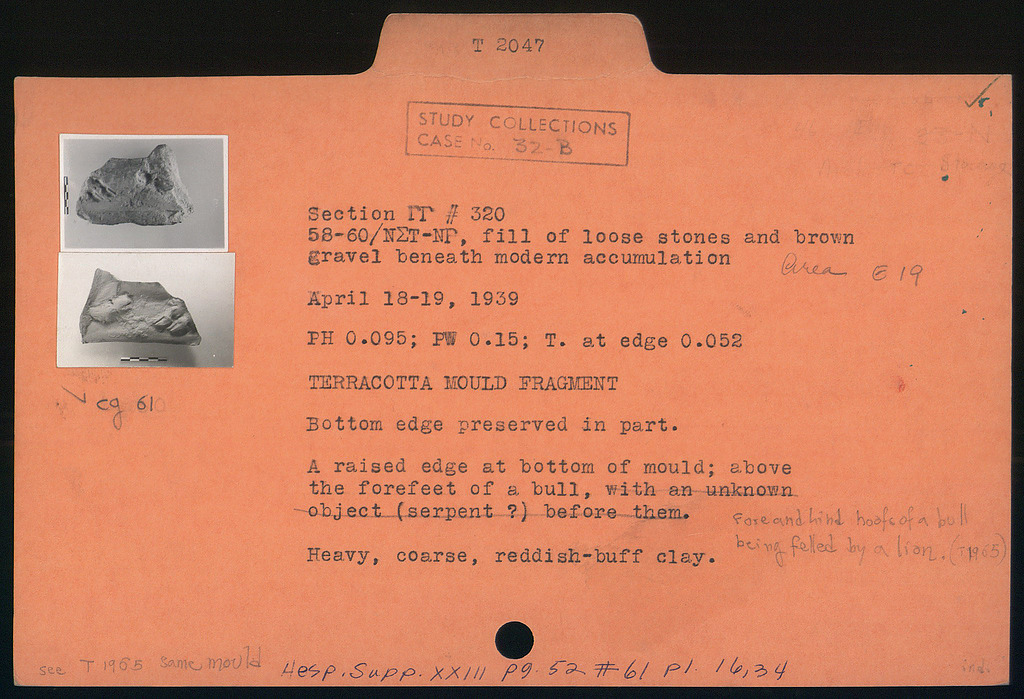 T 2047
STUDY COLLECTIONS
CASE No. 32-B
Section ΠΓ # 320
58-60/ΝΣΤ-ΝΡ, fill of loose stones and brown
gravel beneath modern accumulation
Area E 19
April 18-19, 1939
PH 0.095; PW 0.15; T. at edge 0.052
TERRACOTTA MOULD FRAGMENT
cg 61
Bottom edge preserved in part.
A raised edge at bottom of mould; above
the forefeet of a bull, with an unknown
object (serpent ?) before them.
Fore and hind hoofs of a bull
being felled by a lion. (T 1965)
Heavy, coarse, reddish-buff clay.
see T 1965 same mould
Hesp. Supp. XXIII pg. 52 #61 pl. 16,34
ind.